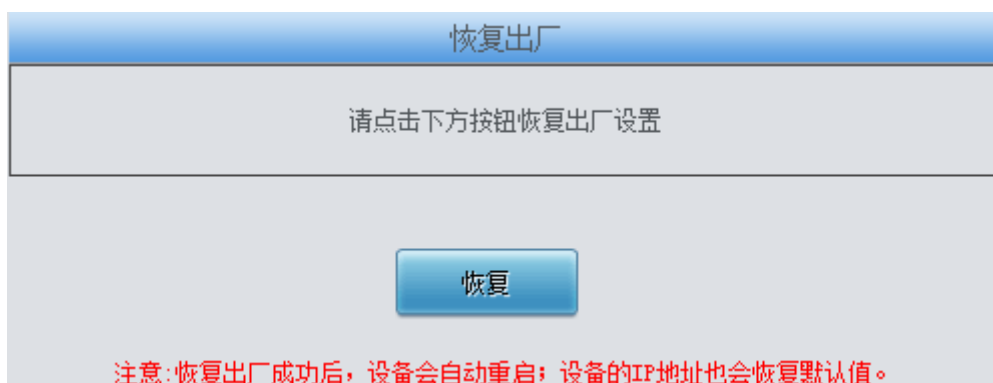 恢复出厂
请点击下方按钮恢复出厂设置
恢复
注意:恢复出厂成功后，设备会自动重启；设备的IP地址也会恢复默认值。